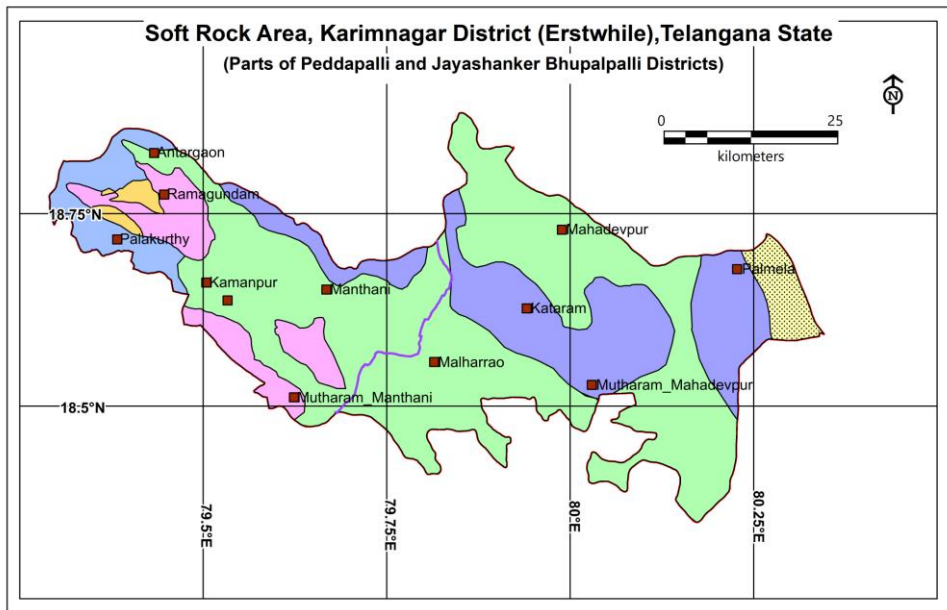 Soft Rock Area, Karimnagar District (Erstwhile),Telangana State
(Parts of Peddapalli and Jayashanker Bhupalpalli Districts)
N
0 25
kilometers
Antargaon
Ramagundam
18.75°N
Mahadevpur
Palakurthy
Palmela
Kamanpur
Manthani
Kataram
Malharrao
Mutharam_Mahadevpur
Mutharam_Manthani
18.5°N
79.5°E
79.75°E
80°E
80.25°E